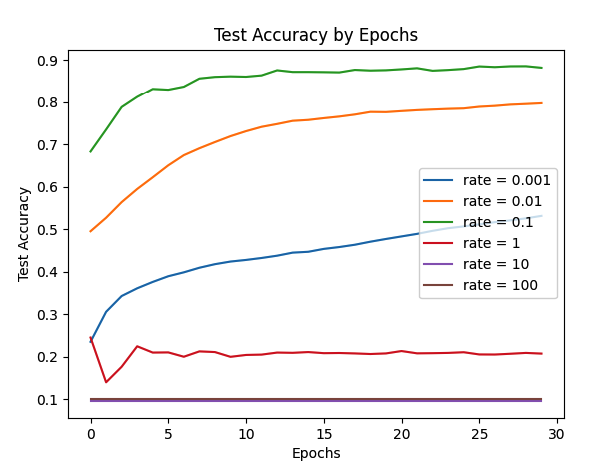 Test Accuracy by Epochs
Test Accuracy
0.9
0.8
0.7
0.6
0.5
0.4
0.3
0.2
0.1
rate = 0.001
rate = 0.01
rate = 0.1
rate = 1
rate = 10
rate = 100
0 5 10 15 20 25 30
Epochs